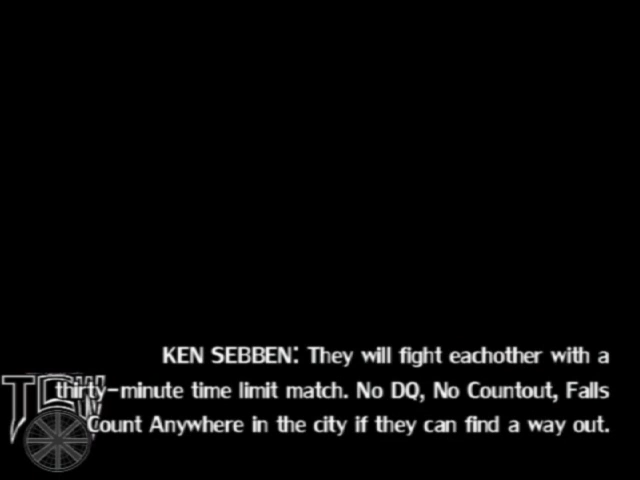 KEN SEBBEN: They will fight eachother with a
thirty-minute time limit match. No DQ, No Countout, Falls
Count Anywhere in the city if they can find a way out.